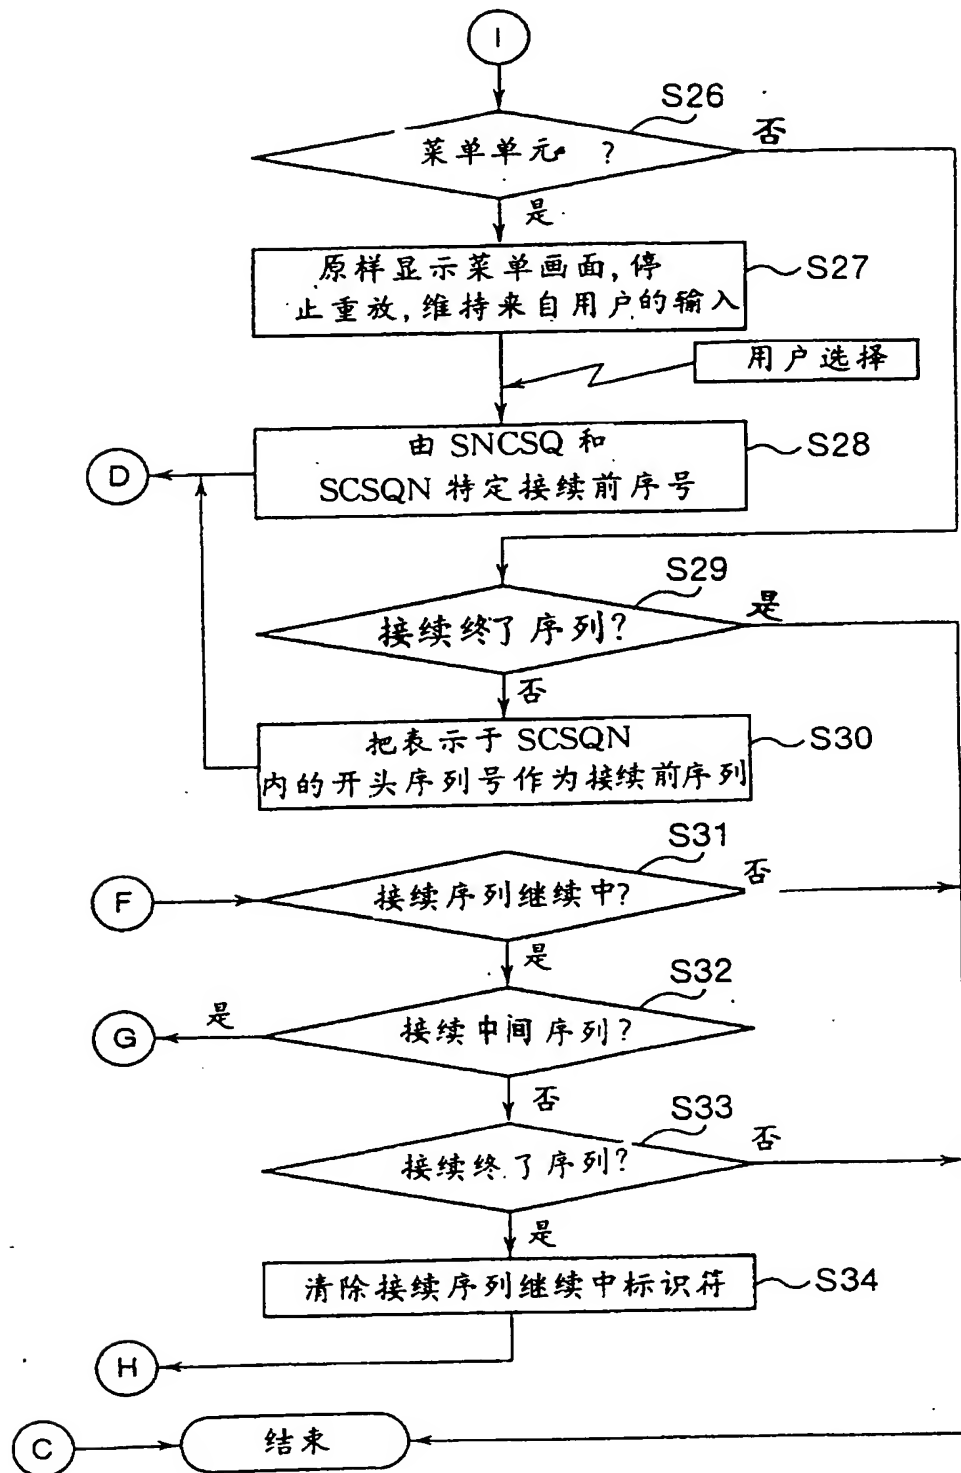 I
S26
菜单单元 ?
否
是
原样显示菜单画面,停
止重放,维持来自用户的输入
S27
用户选择
由 SNCSQ 和
SCSQN 特定接续前序号
S28
D
S29
接续终了序列?
是
否
把表示于 SCSQN
内的开头序列号作为接续前序列
S30
S31
F
接续序列继续中?
否
是
S32
G
是
接续中间序列?
否
S33
接续终了序列?
否
是
清除接续序列继续中标识符
S34
H
C
结束